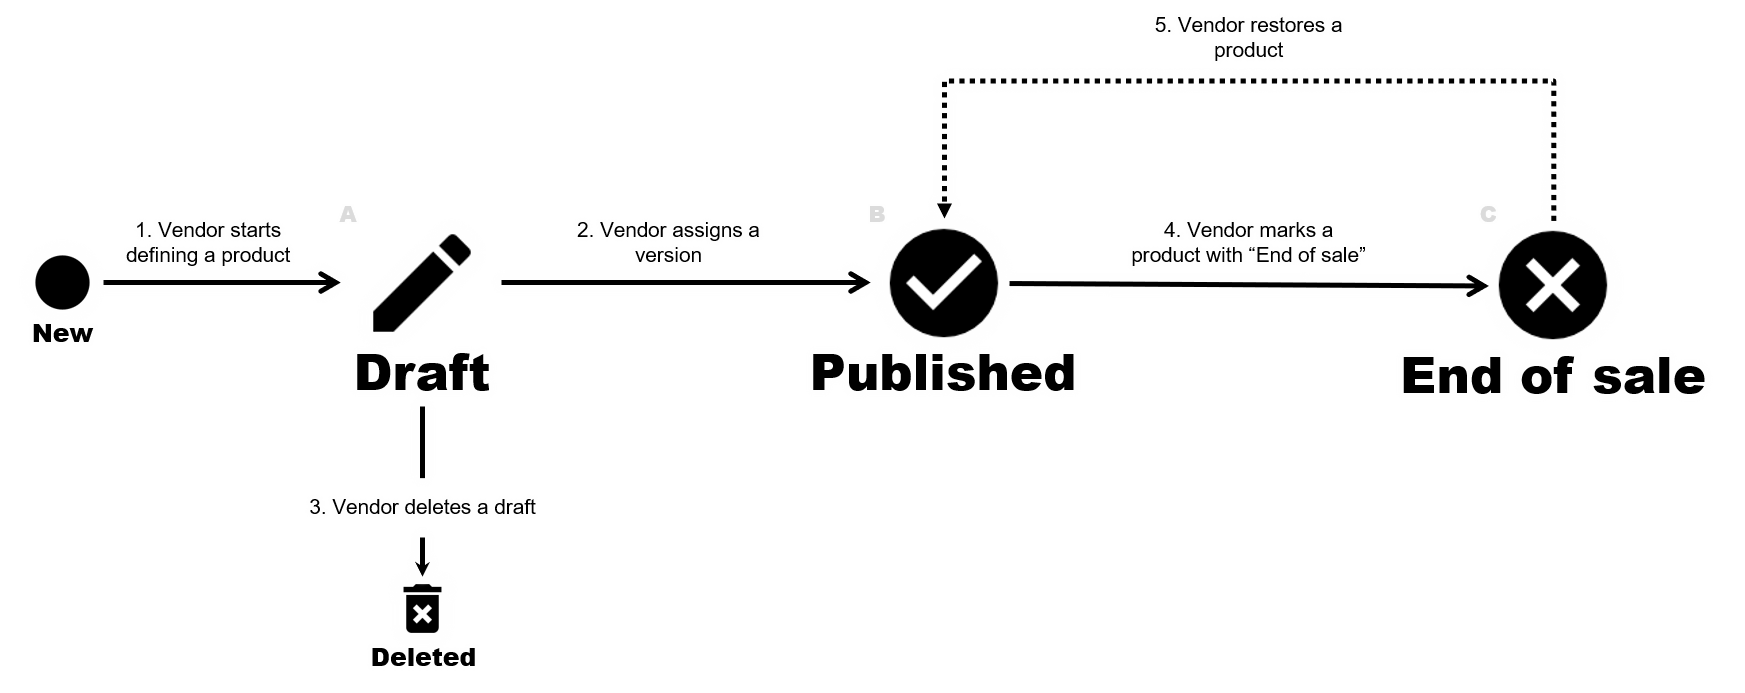 5. Vendor restores a
product
A
B
C
1. Vendor starts
defining a product
2. Vendor assigns a
version
4. Vendor marks a
product with “End of sale”
New
Draft
Published
End of sale
3. Vendor deletes a draft
Deleted